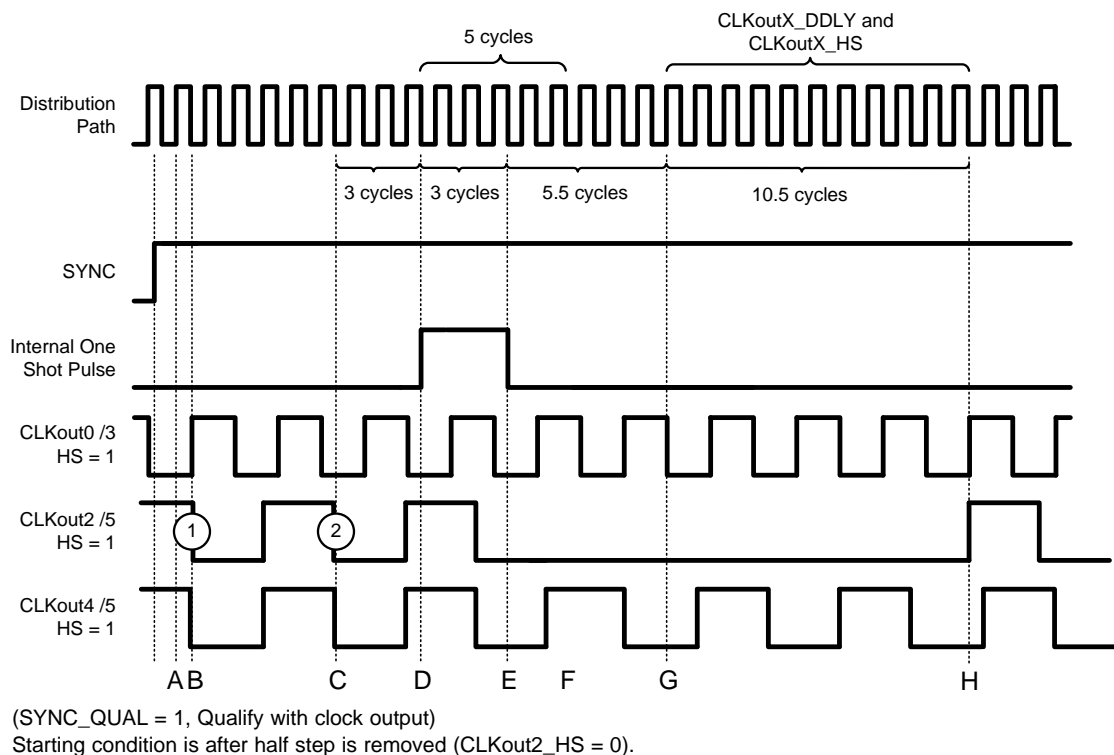 CLKoutX_DDLY and
CLKoutX_HS
5 cycles
Distribution
Path
3 cycles
3 cycles
5.5 cycles
10.5 cycles
SYNC
Internal One
Shot Pulse
CLKout0 /3
HS = 1
CLKout2 /5
HS = 1
1
2
CLKout4 /5
HS = 1
A B C D E F G H
(SYNC_QUAL = 1, Qualify with clock output)
Starting condition is after half step is removed (CLKout2_HS = 0).